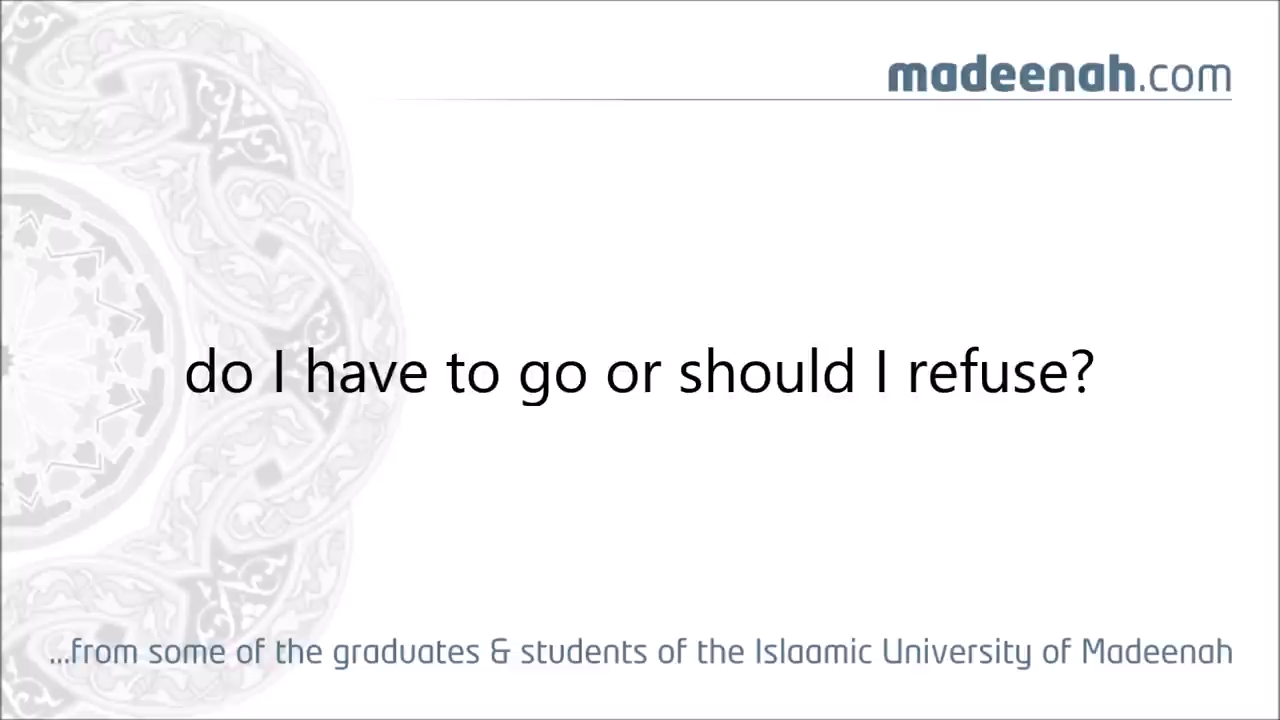 madeenah.com
do I have to go or should I refuse?
...from some of the graduates & students of the Islaamic University of Madeenah